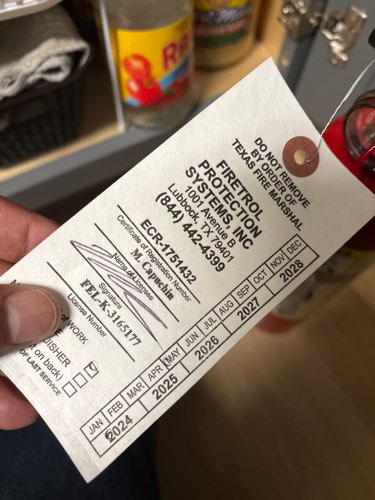 DO NOT REMOVE
BY ORDER OF
TEXAS FIRE MARSHAL
FIRETROL
PROTECTION
SYSTEMS, INC
1001 Avenue B
Lubbock, TX 79401
(844) 442-4399
ECR-1751432
Certificate of Registration Number
M. Capuchin
Name of Licensee
Signature
FEL-K-3165177
License Number
of WORK
ISHER
t on back)
OF LAST SERVICE
JAN FEB MAR APR MAY JUN JUL AUG SEP OCT NOV DEC
2024 2025 2026 2027 2028